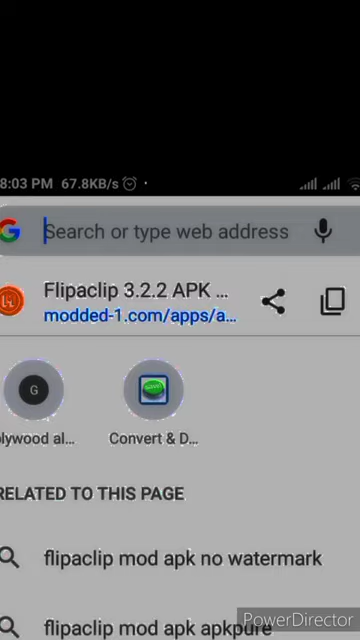 8:03 PM 67.8KB/s
Search or type web address
Flipaclip 3.2.2 APK ...
modded-1.com/apps/a...
G
lywood al... Convert & D...
RELATED TO THIS PAGE
flipaclip mod apk no watermark
flipaclip mod apk apkpure
PowerDirector